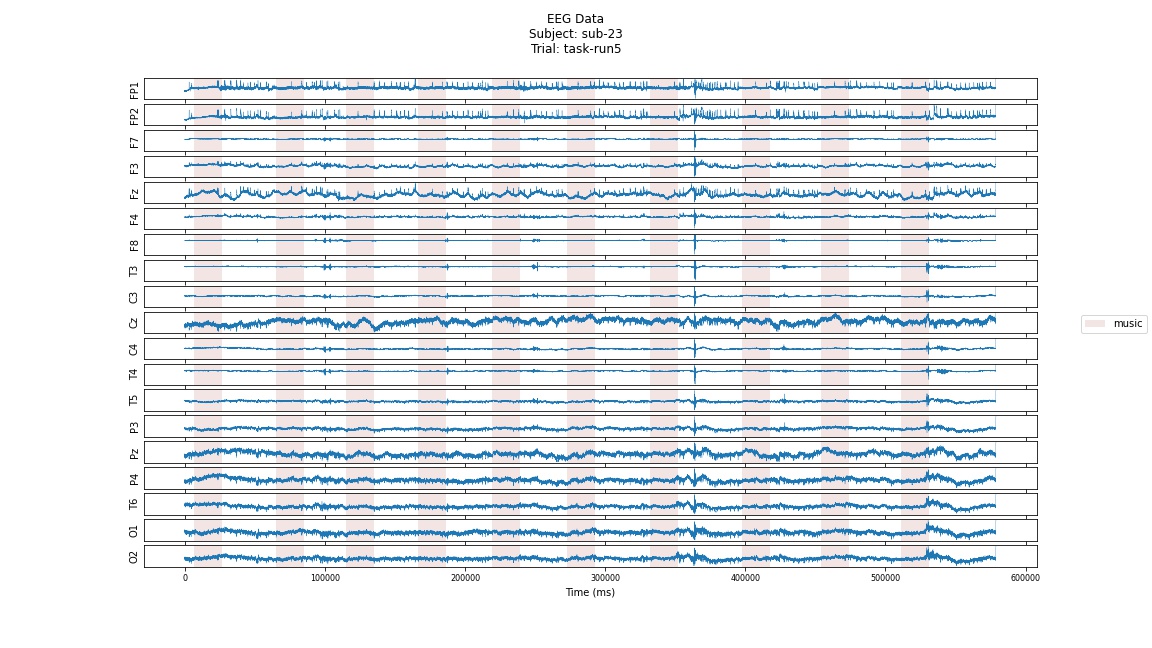 EEG Data
Subject: sub-23
Trial: task-run5
FP1
FP2
F7
F3
Fz
F4
F8
T3
C3
Cz
C4
T4
T5
P3
Pz
P4
T6
O1
O2
music
0 100000 200000 300000 400000 500000 600000
Time (ms)